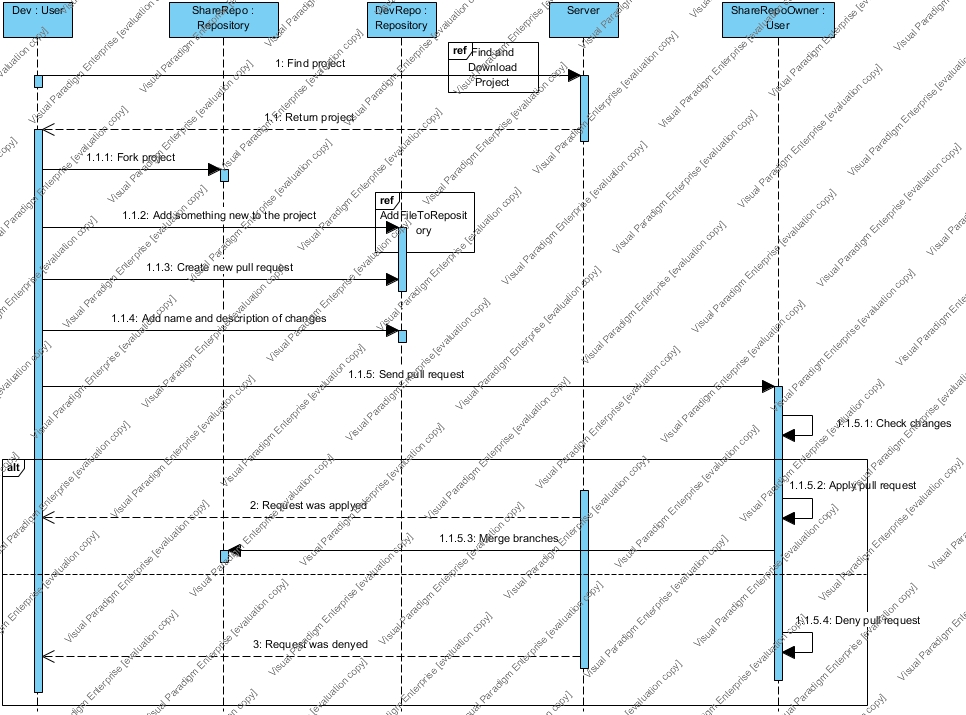 Dev : User
ShareRepo :
Repository
DevRepo :
Repository
Server
ShareRepoOwner :
User
ref
Find and
Download
Project
1: Find project
1.1: Return project
1.1.1: Fork project
ref
AddFileToReposit
ory
1.1.2: Add something new to the project
1.1.3: Create new pull request
1.1.4: Add name and description of changes
1.1.5: Send pull request
1.1.5.1: Check changes
alt
1.1.5.2: Apply pull request
2: Request was applyed
1.1.5.3: Merge branches
1.1.5.4: Deny pull request
3: Request was denyed
Visual Paradigm Enterprise [evaluation copy]